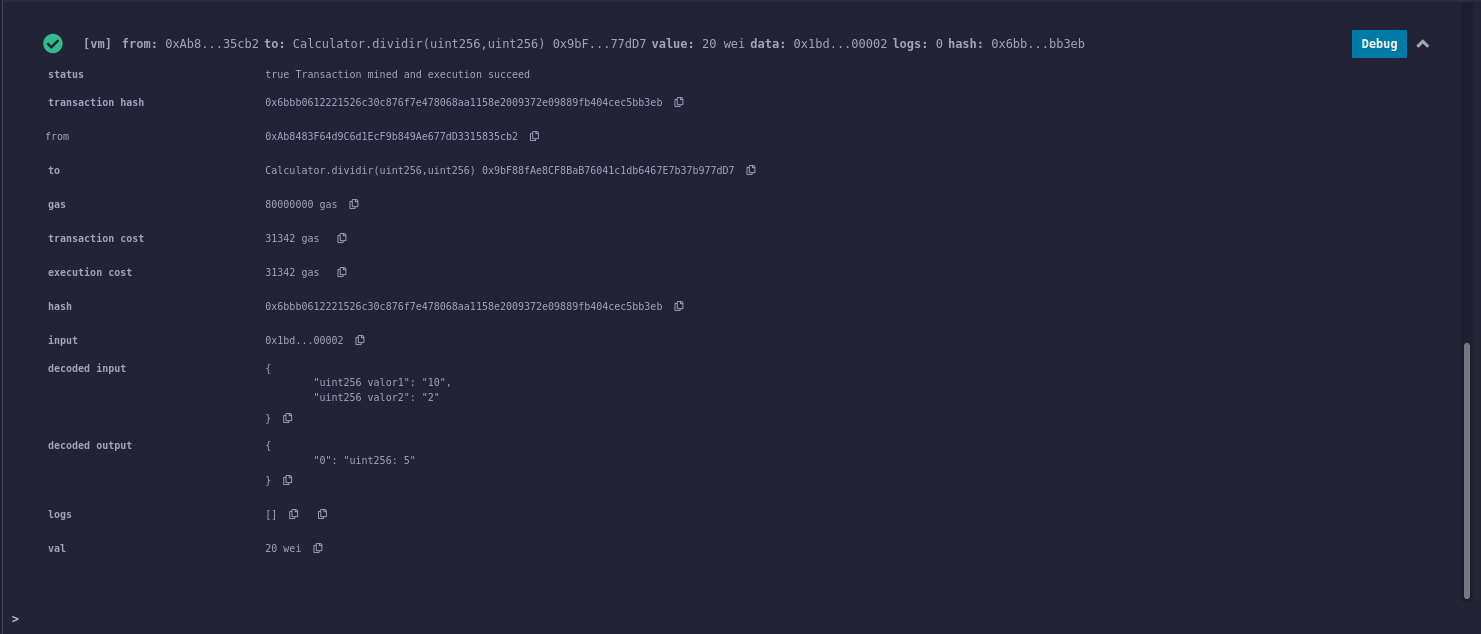 [vm] from: 0xAb8...35cb2 to: Calculator.dividir(uint256,uint256) 0x9bF...77dD7 value: 20 wei data: 0x1bd...00002 logs: 0 hash: 0x6bb...bb3eb Debug
status true Transaction mined and execution succeed
transaction hash 0x6bbb0612221526c30c876f7e478068aa1158e2009372e09889fb404cec5bb3eb
from 0xAb8483F64d9C6d1EcF9b849Ae677dD3315835cb2
to Calculator.dividir(uint256,uint256) 0x9bF88fAe8CF8BaB76041c1db6467E7b37b977dD7
gas 80000000 gas
transaction cost 31342 gas
execution cost 31342 gas
hash 0x6bbb0612221526c30c876f7e478068aa1158e2009372e09889fb404cec5bb3eb
input 0x1bd...00002
decoded input {
"uint256 valor1": "10",
"uint256 valor2": "2"
}
decoded output {
"0": "uint256: 5"
}
logs []
val 20 wei
>